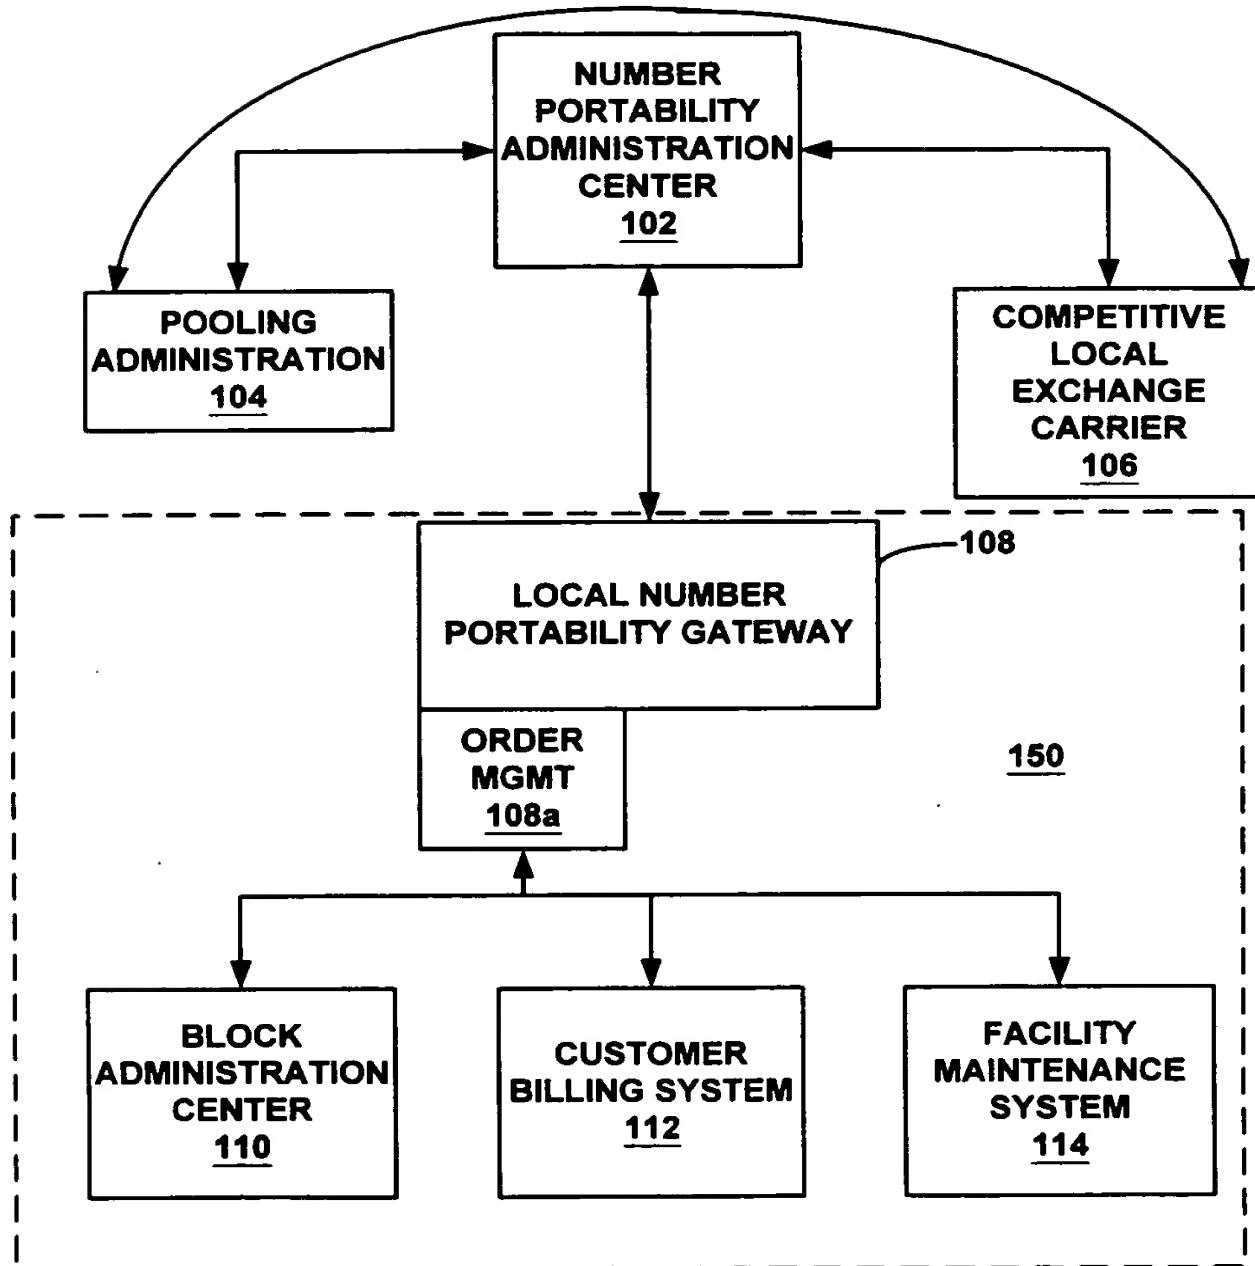 NUMBER
PORTABILITY
ADMINISTRATION
CENTER
102
POOLING
ADMINISTRATION
104
COMPETITIVE
LOCAL
EXCHANGE
CARRIER
106
108
LOCAL NUMBER
PORTABILITY GATEWAY
ORDER
MGMT
108a
150
BLOCK
ADMINISTRATION
CENTER
110
CUSTOMER
BILLING SYSTEM
112
FACILITY
MAINTENANCE
SYSTEM
114